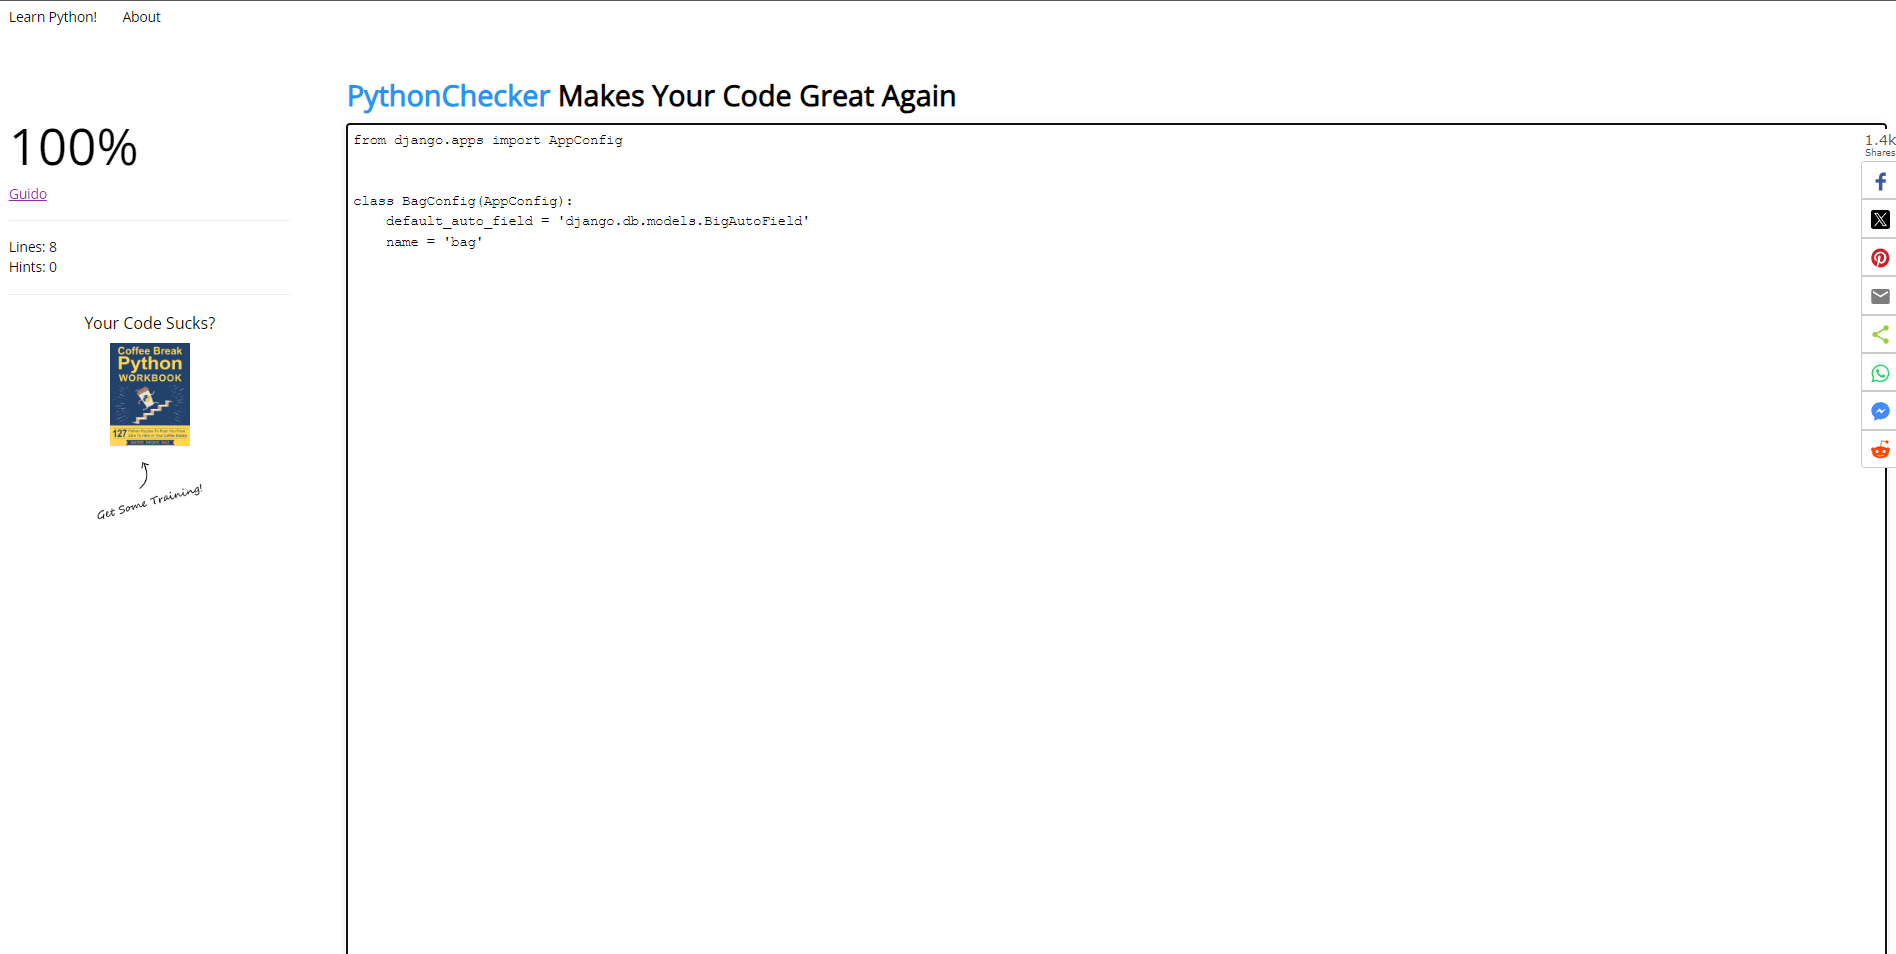 Learn Python! About
PythonChecker Makes Your Code Great Again
100%
Guido
Lines: 8
Hints: 0
Your Code Sucks?
Coffee Break
Python
WORKBOOK
127
Get Some Training!
from django.apps import AppConfig
class BagConfig(AppConfig):
    default_auto_field = 'django.db.models.BigAutoField'
    name = 'bag'
1.4k
Shares